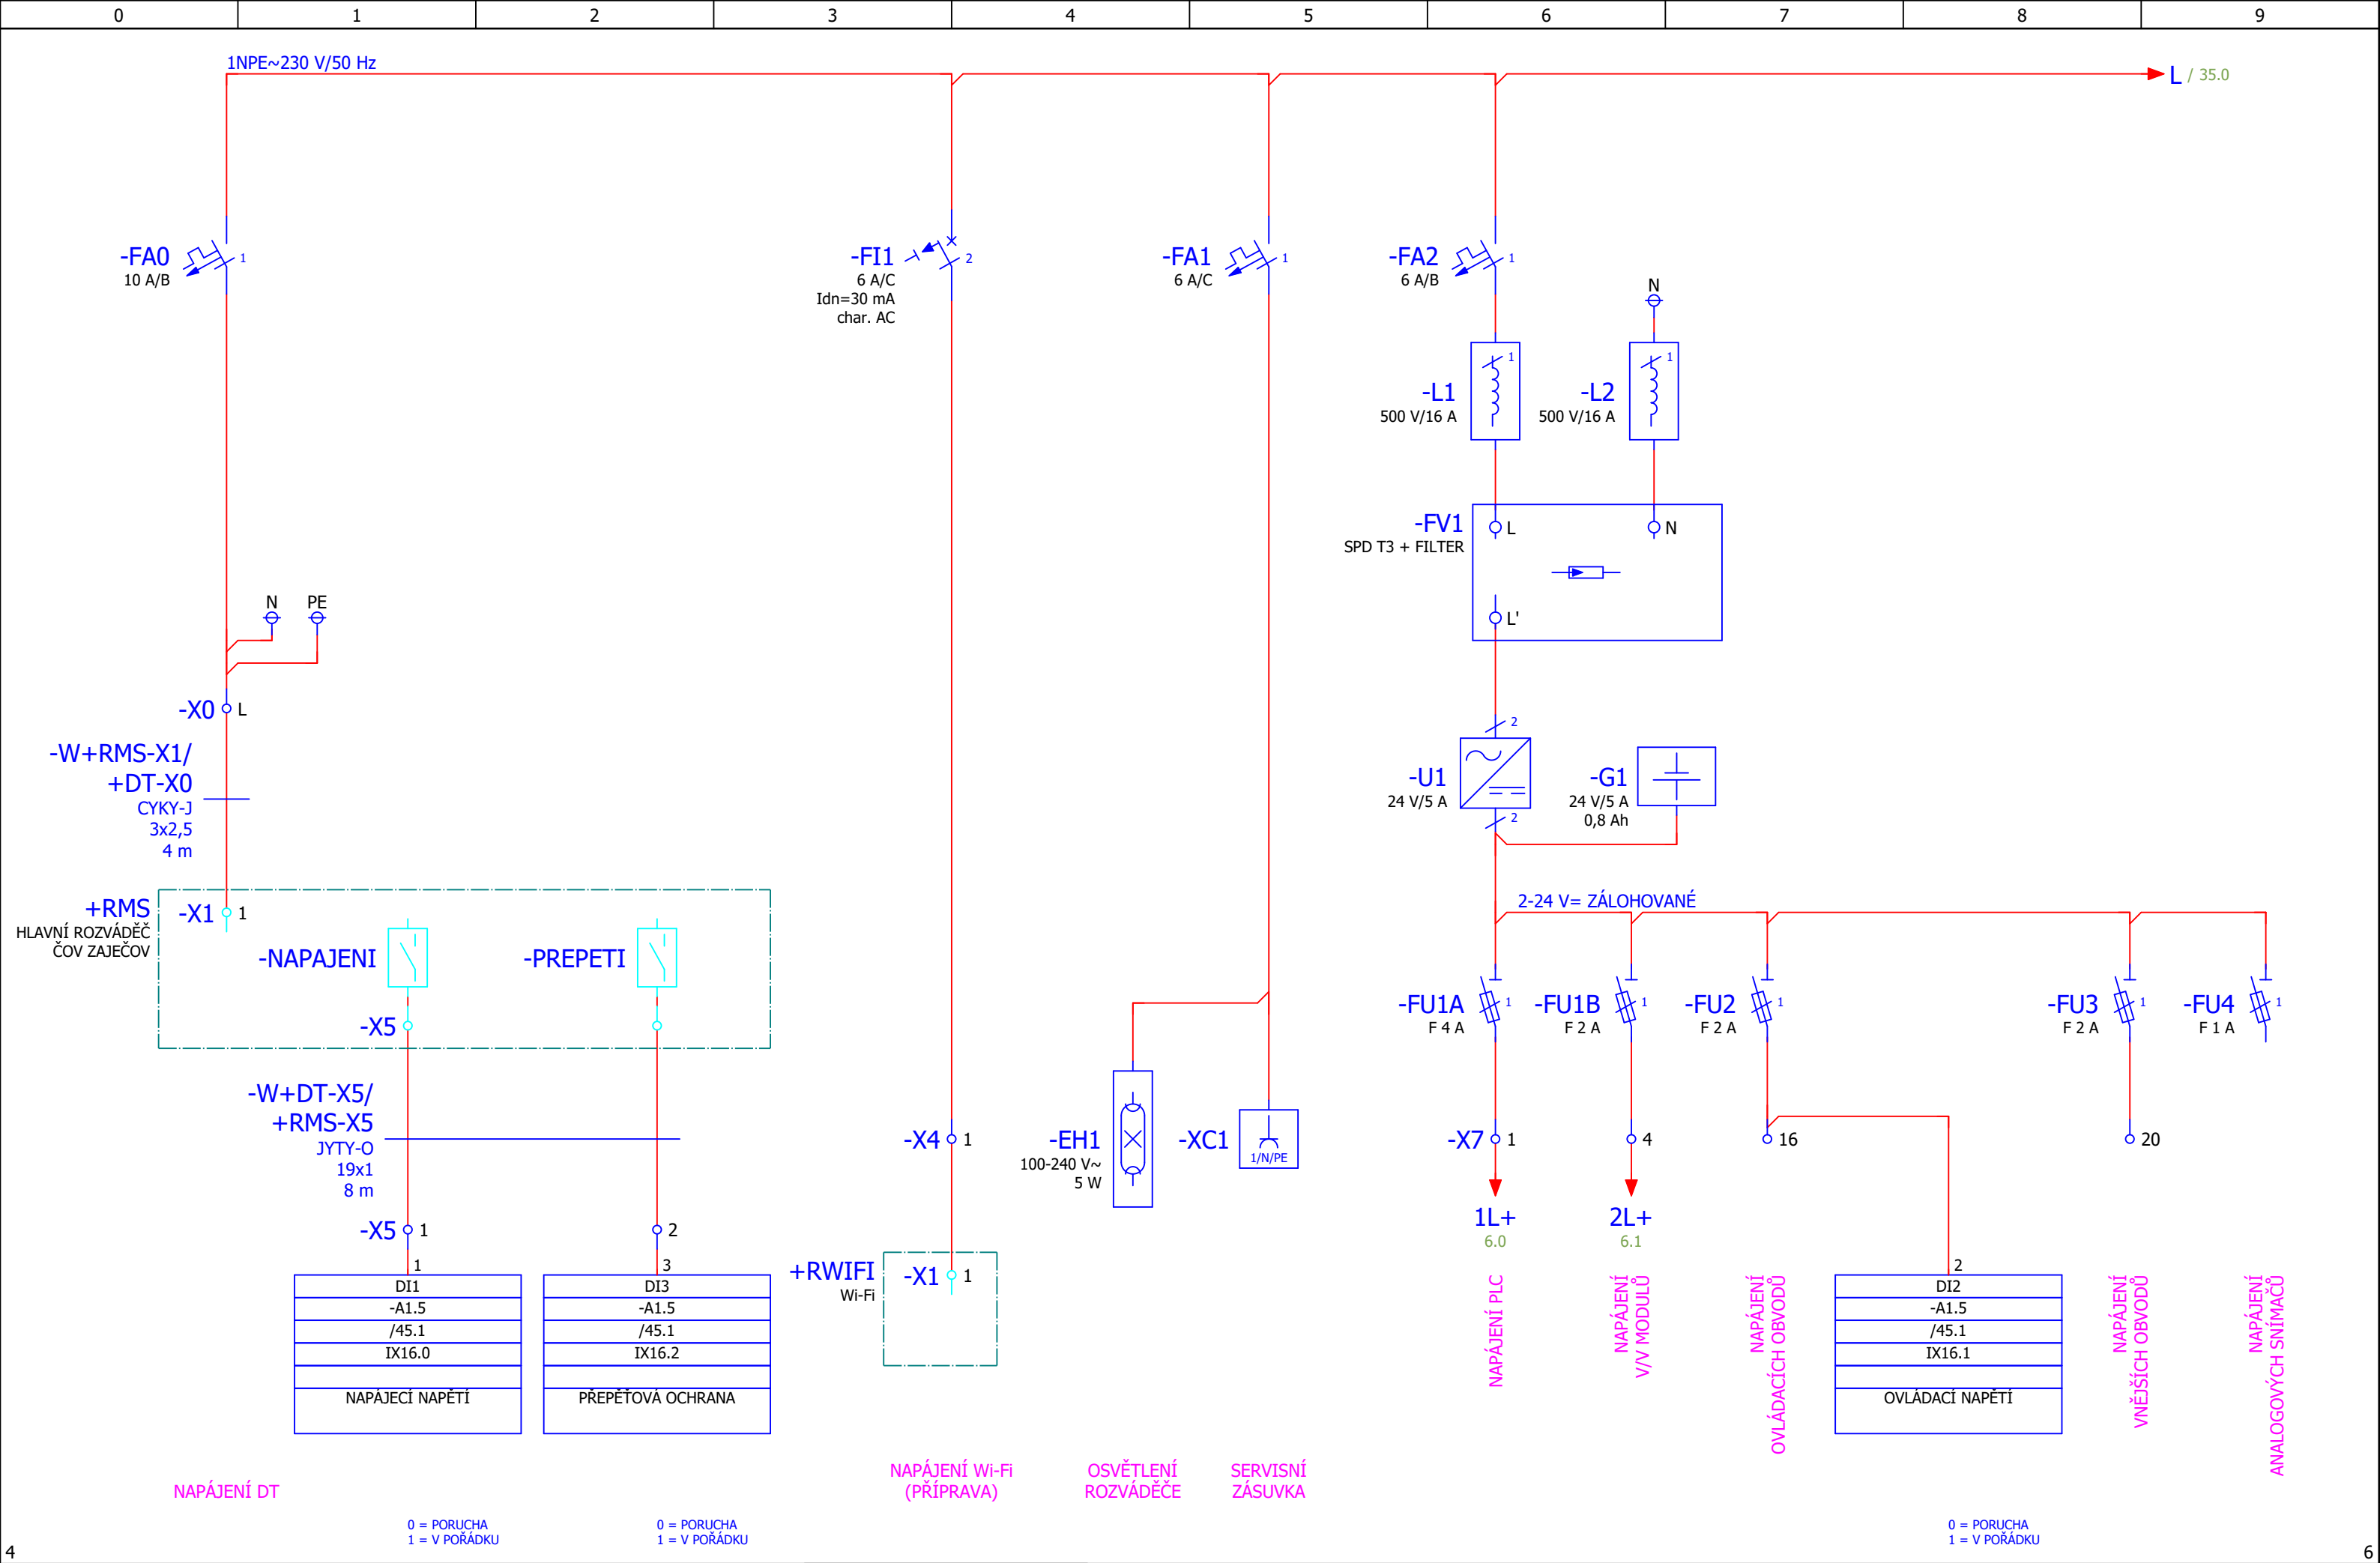 0
1
2
3
4
5
6
7
8
9
1NPE~230 V/50 Hz
L / 35.0
-FA0
10 A/B
1
-FI1
6 A/C
Idn=30 mA
char. AC
2
-FA1
6 A/C
1
-FA2
6 A/B
1
N
-L1
500 V/16 A
1
-L2
500 V/16 A
1
-FV1
SPD T3 + FILTER
L
N
L'
N
PE
-X0
L
-W+RMS-X1/
+DT-X0
CYKY-J
3x2,5
4 m
2
-U1
24 V/5 A
2
-G1
24 V/5 A
0,8 Ah
+RMS
HLAVNÍ ROZVÁDĚČ
ČOV ZAJEČOV
-X1
1
-NAPAJENI
-PREPETI
-X5
2-24 V= ZÁLOHOVANÉ
-FU1A
F 4 A
1
-FU1B
F 2 A
1
-FU2
F 2 A
1
-FU3
F 2 A
1
-FU4
F 1 A
1
-W+DT-X5/
+RMS-X5
JYTY-O
19x1
8 m
-X4
1
-EH1
100-240 V~
5 W
-XC1
1/N/PE
-X7
1
4
16
20
1L+
6.0
2L+
6.1
-X5
1
2
1
DI1
-A1.5
/45.1
IX16.0
NAPÁJECÍ NAPĚTÍ
3
DI3
-A1.5
/45.1
IX16.2
PŘEPĚŤOVÁ OCHRANA
+RWIFI
Wi-Fi
-X1
1
NAPÁJENÍ PLC
NAPÁJENÍ
V/V MODULŮ
NAPÁJENÍ
OVLÁDACÍCH OBVODŮ
2
DI2
-A1.5
/45.1
IX16.1
OVLÁDACÍ NAPĚTÍ
NAPÁJENÍ
VNĚJŠÍCH OBVODŮ
NAPÁJENÍ
ANALOGOVÝCH SNÍMAČŮ
NAPÁJENÍ DT
NAPÁJENÍ Wi-Fi
(PŘÍPRAVA)
OSVĚTLENÍ
ROZVÁDĚČE
SERVISNÍ
ZÁSUVKA
0 = PORUCHA
1 = V POŘÁDKU
0 = PORUCHA
1 = V POŘÁDKU
0 = PORUCHA
1 = V POŘÁDKU
4
6